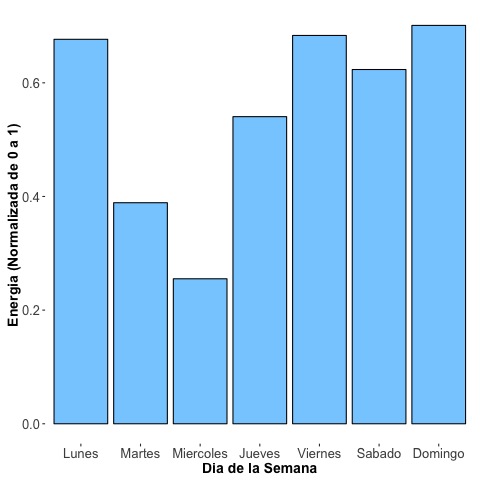 Energia (Normalizada de 0 a 1)
0.6
0.4
0.2
0.0
Lunes Martes Miercoles Jueves Viernes Sabado Domingo
Dia de la Semana